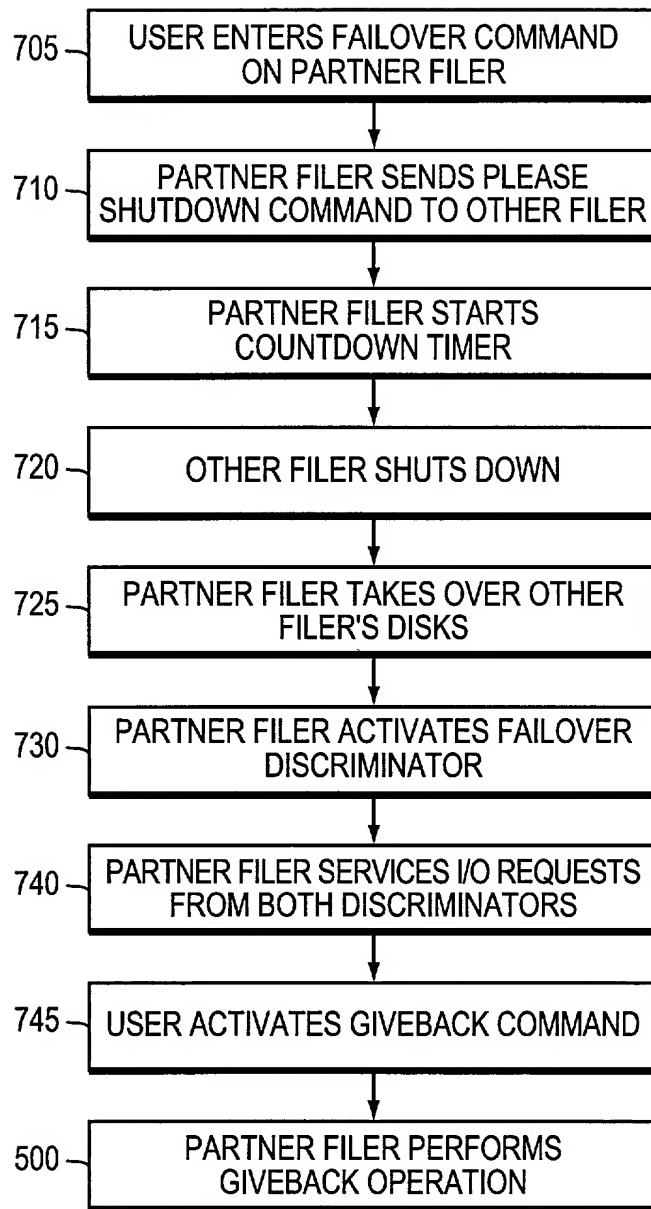 705
USER ENTERS FAILOVER COMMAND
ON PARTNER FILER
710
PARTNER FILER SENDS PLEASE
SHUTDOWN COMMAND TO OTHER FILER
715
PARTNER FILER STARTS
COUNTDOWN TIMER
720
OTHER FILER SHUTS DOWN
725
PARTNER FILER TAKES OVER OTHER
FILER'S DISKS
730
PARTNER FILER ACTIVATES FAILOVER
DISCRIMINATOR
740
PARTNER FILER SERVICES I/O REQUESTS
FROM BOTH DISCRIMINATORS
745
USER ACTIVATES GIVEBACK COMMAND
500
PARTNER FILER PERFORMS
GIVEBACK OPERATION